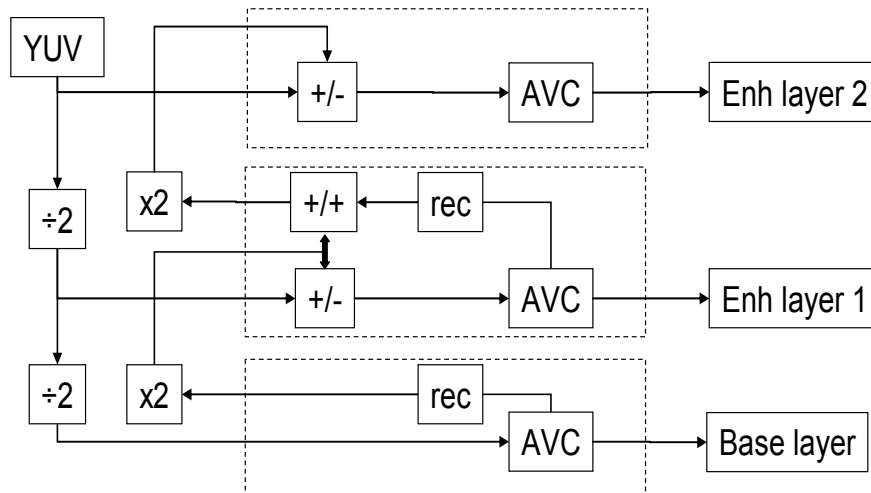 YUV
+/-
AVC
Enh layer 2
÷2
x2
+/+
rec
+/-
AVC
Enh layer 1
÷2
x2
rec
AVC
Base layer